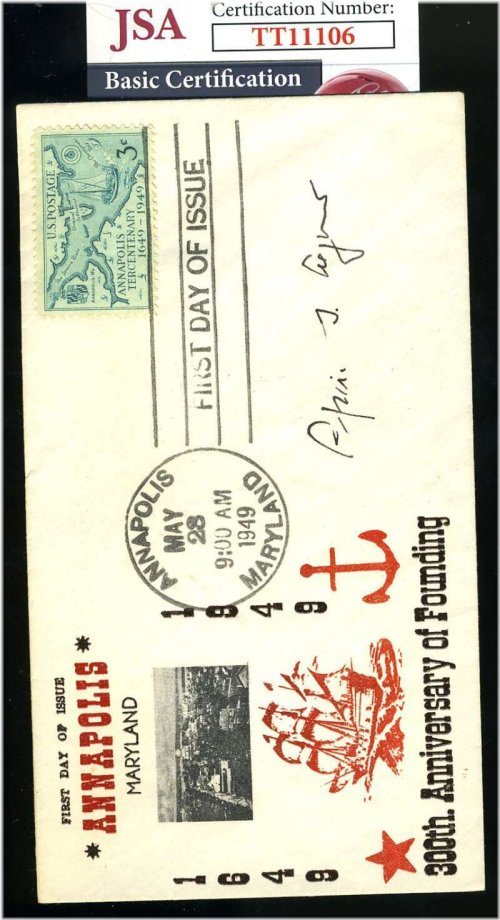 JSA
Certification Number:
TT11106
Basic Certification
U.S. POSTAGE
3¢
ANNAPOLIS
TERCENTENARY
1649-1949
FIRST DAY OF ISSUE
ANNAPOLIS
MAY
28
9:00 AM
1949
MARYLAND
FIRST DAY OF ISSUE
* ANNAPOLIS *
MARYLAND
1649
1949
300th. Anniversary of Founding